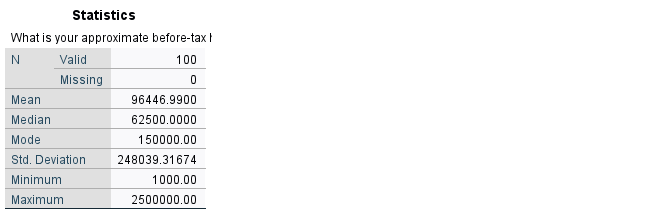 Statistics
What is your approximate before-tax
N Valid 100
Missing 0
Mean 96446.9900
Median 62500.0000
Mode 150000.00
Std. Deviation 248039.31674
Minimum 1000.00
Maximum 2500000.00